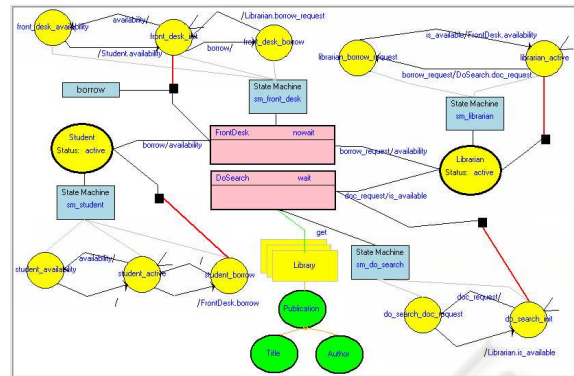 availability/
/Librarian.borrow_request
front_desk_availability
front_desk_init
front_desk_borrow
/Student.availability
borrow/
is_available/FrontDesk.availability
librarian_borrow_request
librarian_active
borrow_request/DoSearch.doc_request
borrow
State Machine
sm_front_desk
State Machine
sm_librarian
Student
Status: active
borrow/availability
FrontDesk nowait
borrow_request/availability
Librarian
Status: active
DoSearch wait
doc_request/is_available
State Machine
sm_student
get
State Machine
sm_do_search
Library
availability/
/
student_availability
student_active
student_borrow
/
/FrontDesk.borrow
Publication
doc_request/
do_search_doc_request
do_search_init
/Librarian.is_available
Title
Author